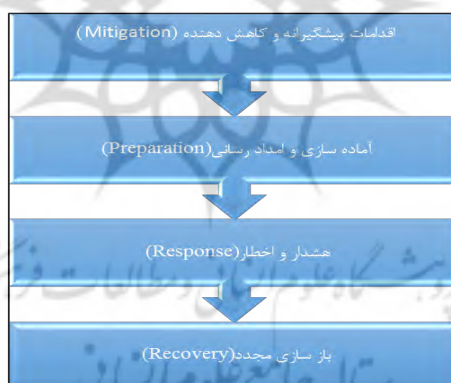 اقدامات پیشگیرانه و کاهش دهنده (Mitigation)
آماده سازی و امداد رسانی(Preparation)
هشدار و اخطار(Response)
باز سازی مجدد(Recovery)